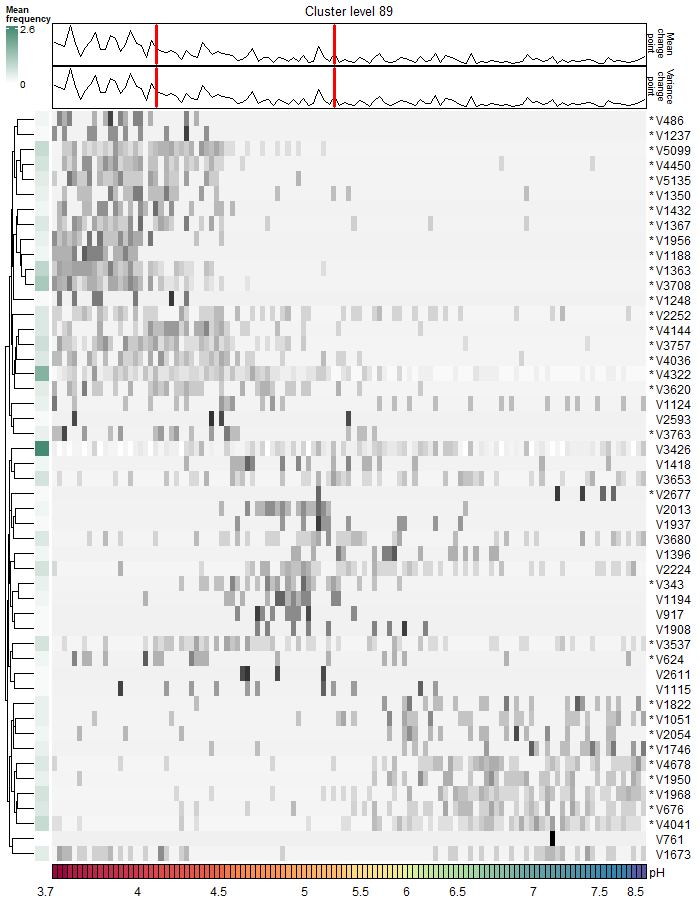 Cluster level 89
Mean
frequency
2.6
0
Mean
change
point
Variance
change
point
* V486
* V1237
* V5099
* V4450
* V5135
* V1350
* V1432
* V1367
* V1956
* V1188
* V1363
* V3708
* V1248
* V2252
* V4144
* V3757
* V4036
* V4322
* V3620
V1124
V2593
* V3763
V3426
V1418
V3653
* V2677
V2013
V1937
V3680
V1396
V2224
* V343
V1194
V917
V1908
* V3537
* V624
V2611
V1115
* V1822
* V1051
* V2054
* V1746
* V4678
* V1950
* V1968
* V676
* V4041
V761
V1673
pH
3.7 4 4.5 5 5.5 6 6.5 7 7.5 8.5